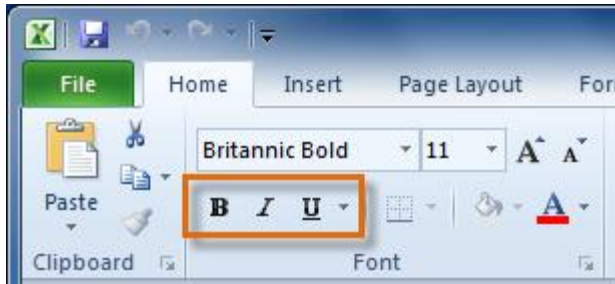 File Home Insert Page Layout For
Britannic Bold 11 A A
Paste B I U A
Clipboard Font